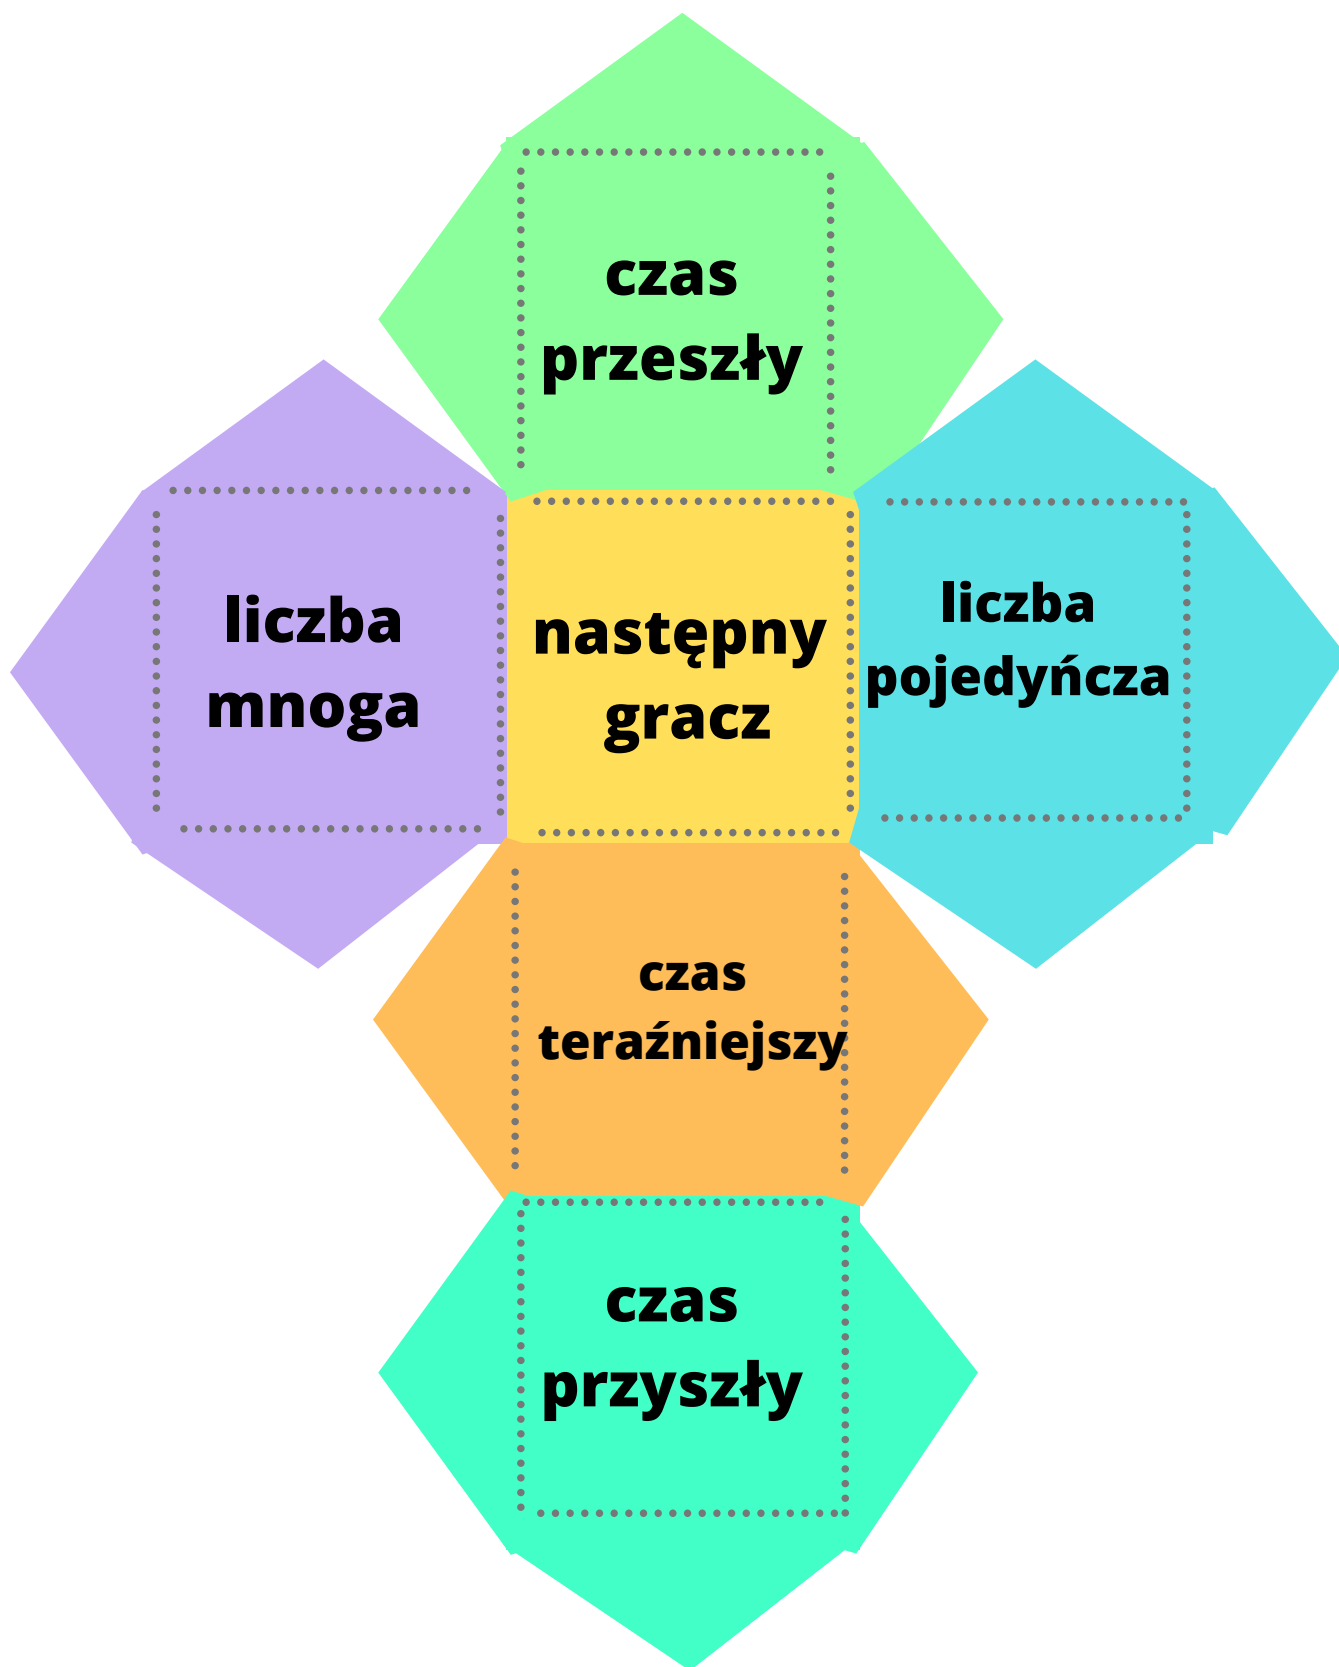 czas
przeszły
liczba
mnoga
następny
gracz
liczba
pojedyńcza
czas
teraźniejszy
czas
przyszły